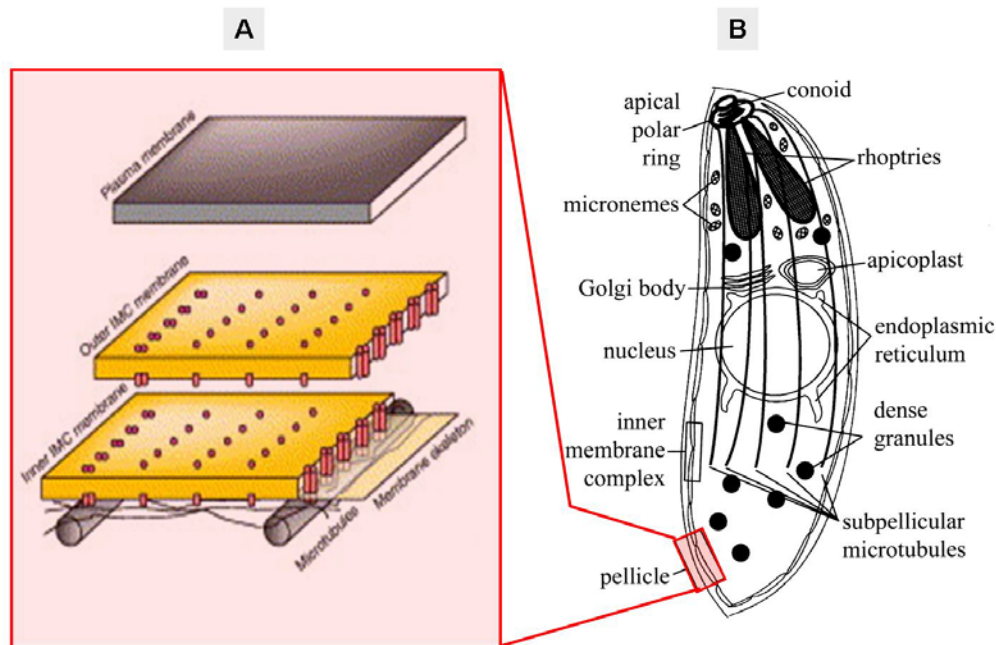 A
B
Plasma membrane
Outer IMC membrane
Inner IMC membrane
Membrane skeleton
Microtubules
conoid
apical
polar
ring
rhoptries
micronemes
apicoplast
Golgi body
endoplasmic
reticulum
nucleus
dense
granules
inner
membrane
complex
subpellicular
microtubules
pellicle